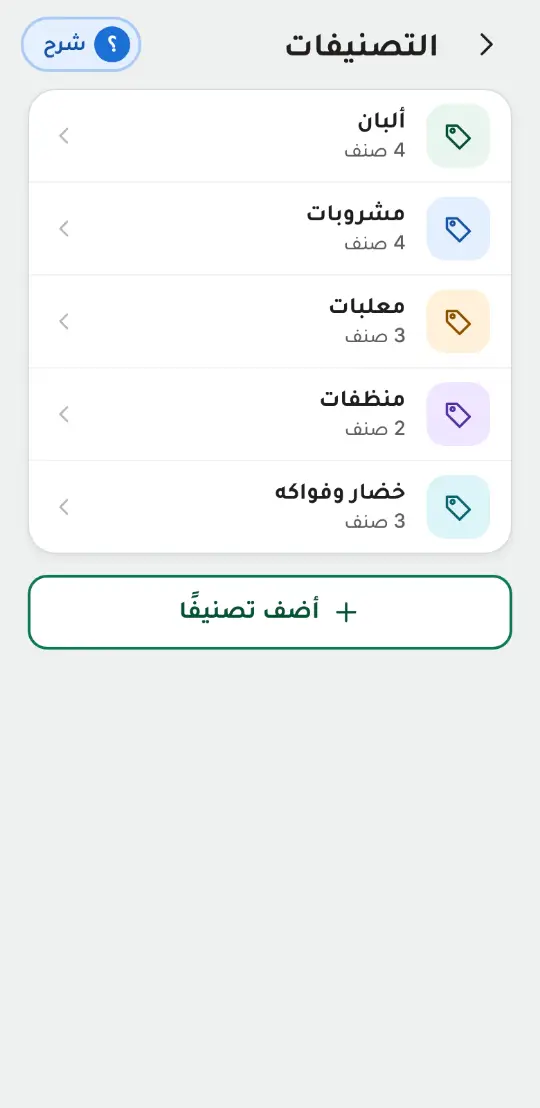 التصنيفات
؟ شرح
ألبان
4 صنف
مشروبات
4 صنف
معلبات
3 صنف
منظفات
2 صنف
خضار وفواكه
3 صنف
+ أضف تصنيفًا